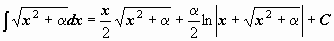 ∫√(x² + α) dx = x/2 √(x² + α) + α/2 ln|x + √(x² + α)| + C